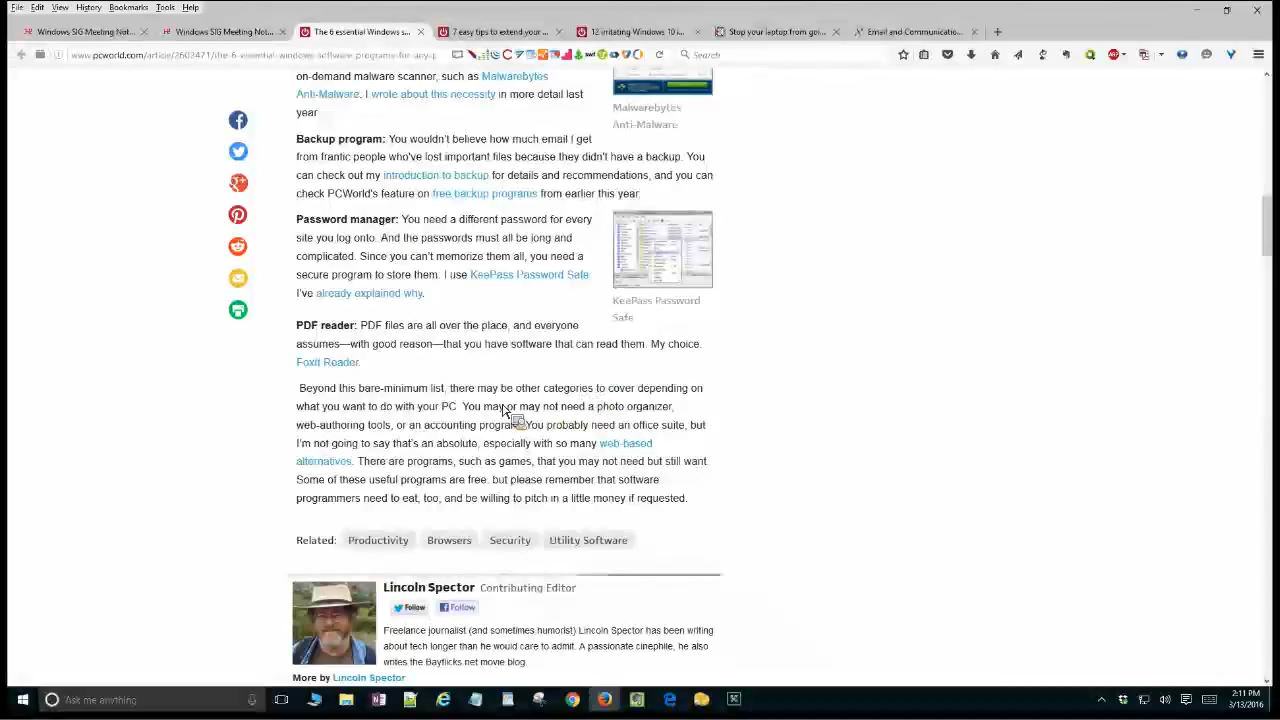 File Edit View History Bookmarks Tools Help
Windows SIG Meeting Not... × Windows SIG Meeting Not... × The 6 essential Windows s... × 7 easy tips to extend your ... × 12 irritating Windows 10 i... × Stop your laptop from goi... × Email and Communicatio... × +
www.pcworld.com/article/2603471/the-6-essential-windows-software-programs-for-any-p Search
on-demand malware scanner, such as Malwarebytes
Anti-Malware. I wrote about this necessity in more detail last
year.
Malwarebytes
Anti-Malware
Backup program: You wouldn't believe how much email I get
from frantic people who've lost important files because they didn't have a backup. You
can check out my introduction to backup for details and recommendations, and you can
check PCWorld's feature on free backup programs from earlier this year.
Password manager: You need a different password for every
site you log onto, the passwords must all be long and
complicated. Since you can't memorize them all, you need a
secure program to store them. I use KeePass Password Safe
I've already explained why.
KeePass Password
Safe
PDF reader: PDF files are all over the place, and everyone
assumes—with good reason—that you have software that can read them. My choice:
Foxit Reader.
Beyond this bare-minimum list, there may be other categories to cover depending on
what you want to do with your PC. You may or may not need a photo organizer,
web-authoring tools, or an accounting program. You probably need an office suite, but
I'm not going to say that's an absolute, especially with so many web-based
alternatives. There are programs, such as games, that you may not need but still want.
Some of these useful programs are free, but please remember that software
programmers need to eat, too, and be willing to pitch in a little money if requested.
Related: Productivity Browsers Security Utility Software
Lincoln Spector Contributing Editor
Follow Follow
Freelance journalist (and sometimes humorist) Lincoln Spector has been writing
about tech longer than he would care to admit. A passionate cinephile, he also
writes the Bayflicks.net movie blog.
More by Lincoln Spector
Ask me anything
2:11 PM
3/13/2016